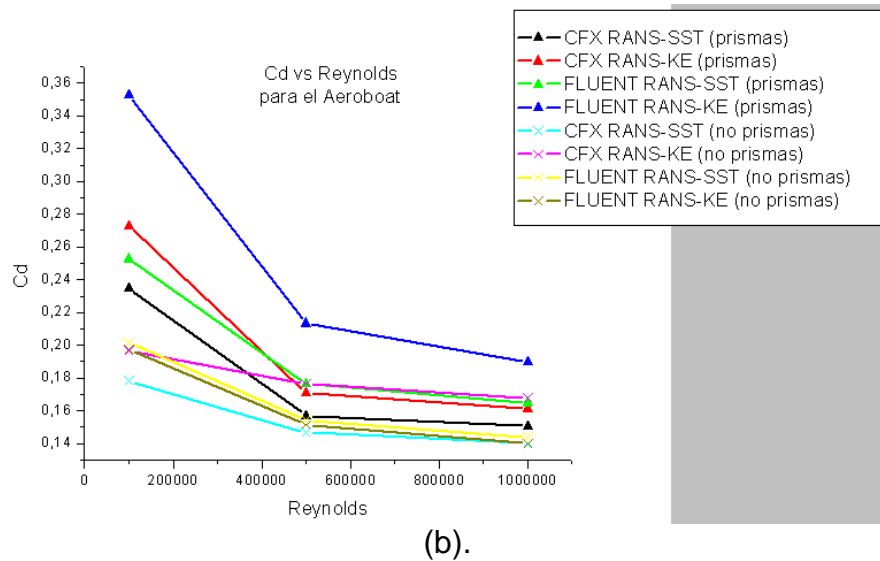 CFX RANS-SST (prismas)
CFX RANS-KE (prismas)
FLUENT RANS-SST (prismas)
FLUENT RANS-KE (prismas)
CFX RANS-SST (no prismas)
CFX RANS-KE (no prismas)
FLUENT RANS-SST (no prismas)
FLUENT RANS-KE (no prismas)
Cd vs Reynolds
para el Aeroboat
0,36
0,34
0,32
0,30
0,28
0,26
0,24
0,22
0,20
0,18
0,16
0,14
Cd
0
200000
400000
600000
800000
1000000
Reynolds
(b).